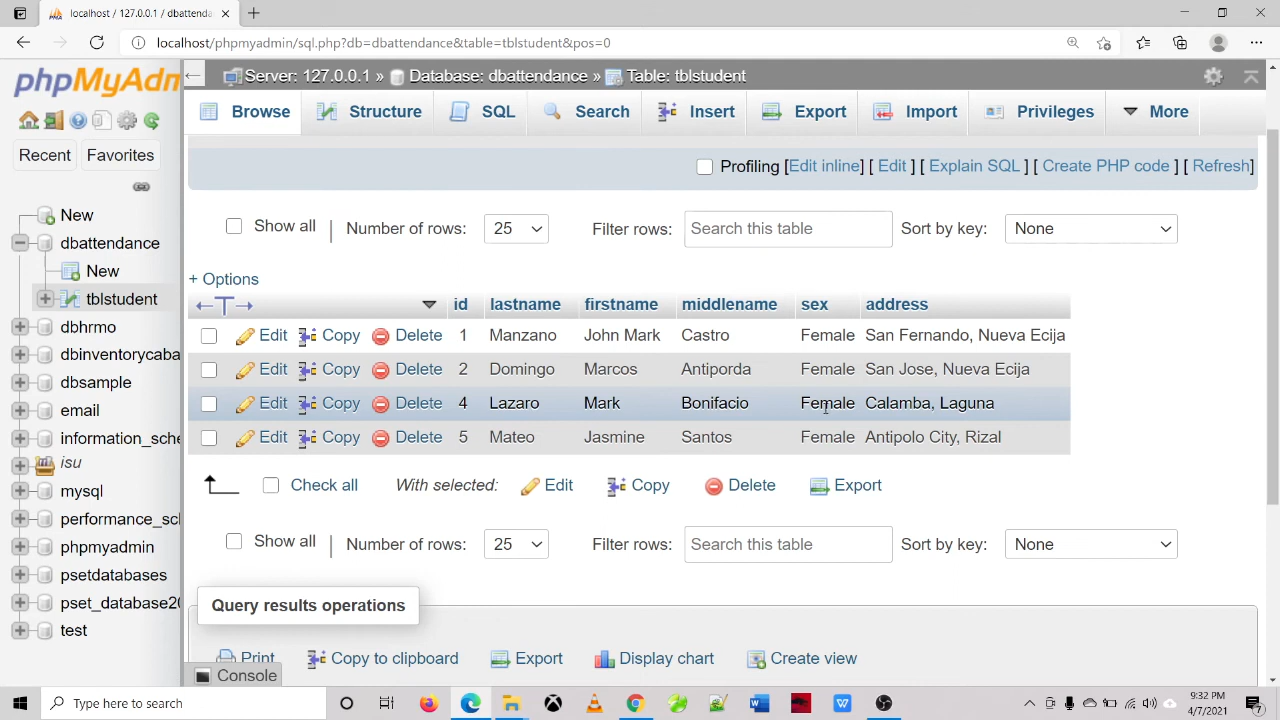 localhost / 127.0.0.1 / dbattenda
localhost/phpmyadmin/sql.php?db=dbattendance&table=tblstudent&pos=0
phpMyAdm
Server: 127.0.0.1 » Database: dbattendance » Table: tblstudent
Browse Structure SQL Search Insert Export Import Privileges More
Recent Favorites
Profiling [Edit inline] [ Edit ] [ Explain SQL ] [ Create PHP code ] [ Refresh]
New
dbattendance
New
tblstudent
dbhrmo
dbinventorycaba
dbsample
email
information_sche
isu
mysql
performance_sch
phpmyadmin
psetdatabases
pset_database20
test
Show all | Number of rows: 25 Filter rows: Search this table Sort by key: None
+ Options
←T→ id lastname firstname middlename sex address
Edit Copy Delete 1 Manzano John Mark Castro Female San Fernando, Nueva Ecija
Edit Copy Delete 2 Domingo Marcos Antiporda Female San Jose, Nueva Ecija
Edit Copy Delete 4 Lazaro Mark Bonifacio Female Calamba, Laguna
Edit Copy Delete 5 Mateo Jasmine Santos Female Antipolo City, Rizal
Check all With selected: Edit Copy Delete Export
Show all | Number of rows: 25 Filter rows: Search this table Sort by key: None
Query results operations
Print Copy to clipboard Export Display chart Create view
Console
Type here to search
9:32 PM
4/7/2021
7